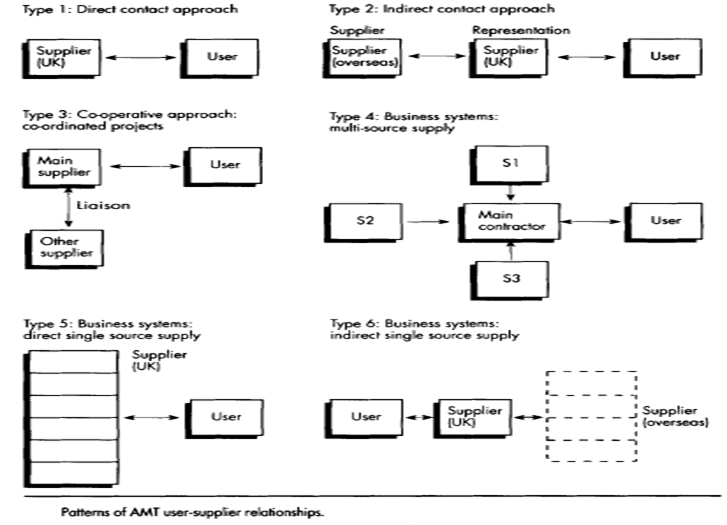 Type 1: Direct contact approach
Supplier
(UK)
User
Type 2: Indirect contact approach
Supplier
Representation
Supplier
(overseas)
Supplier
(UK)
User
Type 3: Co-operative approach:
co-ordinated projects
Main
supplier
User
Liaison
Other
supplier
Type 4: Business systems:
multi-source supply
S1
S2
Main
contractor
User
S3
Type 5: Business systems:
direct single source supply
Supplier
(UK)
User
Type 6: Business systems:
indirect single source supply
User
Supplier
(UK)
Supplier
(overseas)
Patterns of AMT user-supplier relationships.